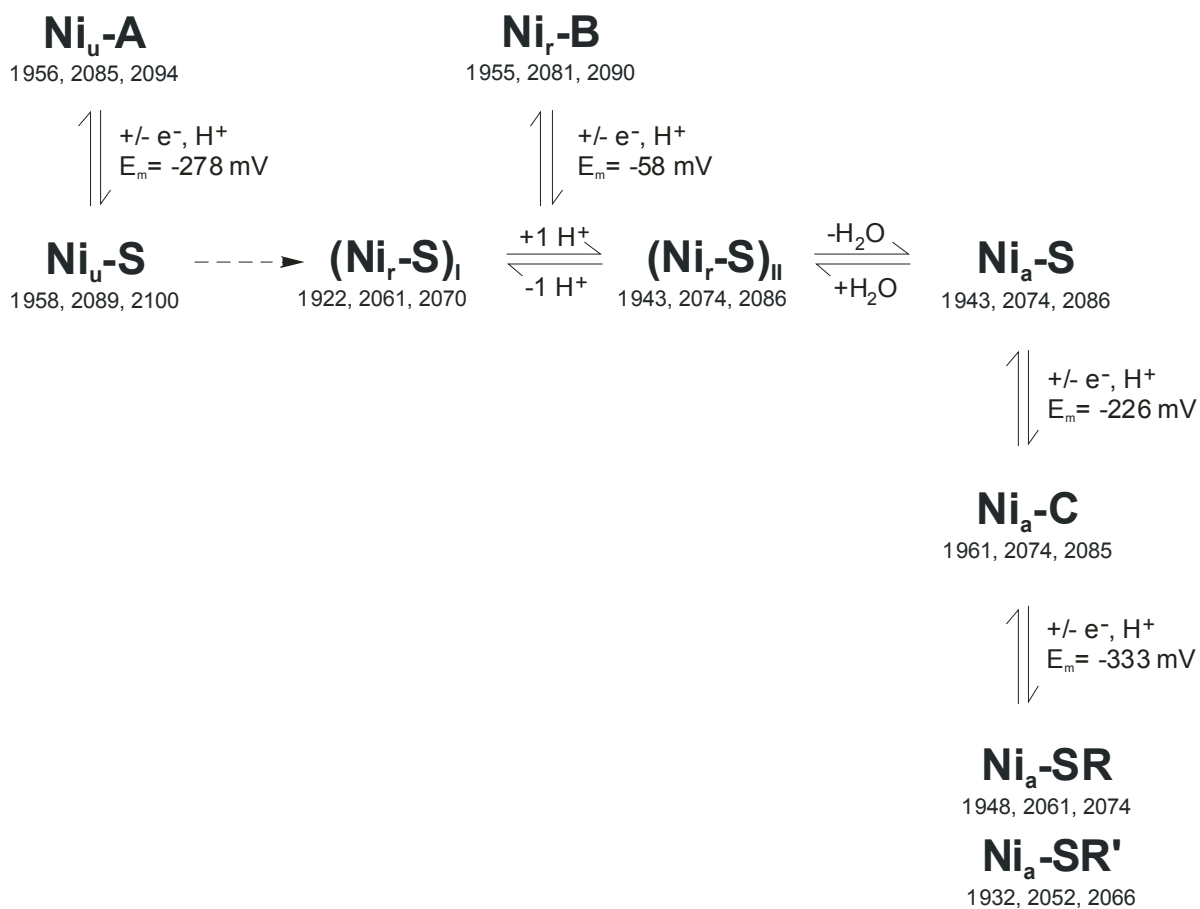 Niu-A
1956, 2085, 2094
Nir-B
1955, 2081, 2090
+/- e-, H+
Em= -278 mV
+/- e-, H+
Em= -58 mV
Niu-S
1958, 2089, 2100
(Nir-S)I
1922, 2061, 2070
+1 H+
-1 H+
(Nir-S)II
1943, 2074, 2086
-H2O
+H2O
Nia-S
1943, 2074, 2086
+/- e-, H+
Em= -226 mV
Nia-C
1961, 2074, 2085
+/- e-, H+
Em= -333 mV
Nia-SR
1948, 2061, 2074
Nia-SR'
1932, 2052, 2066